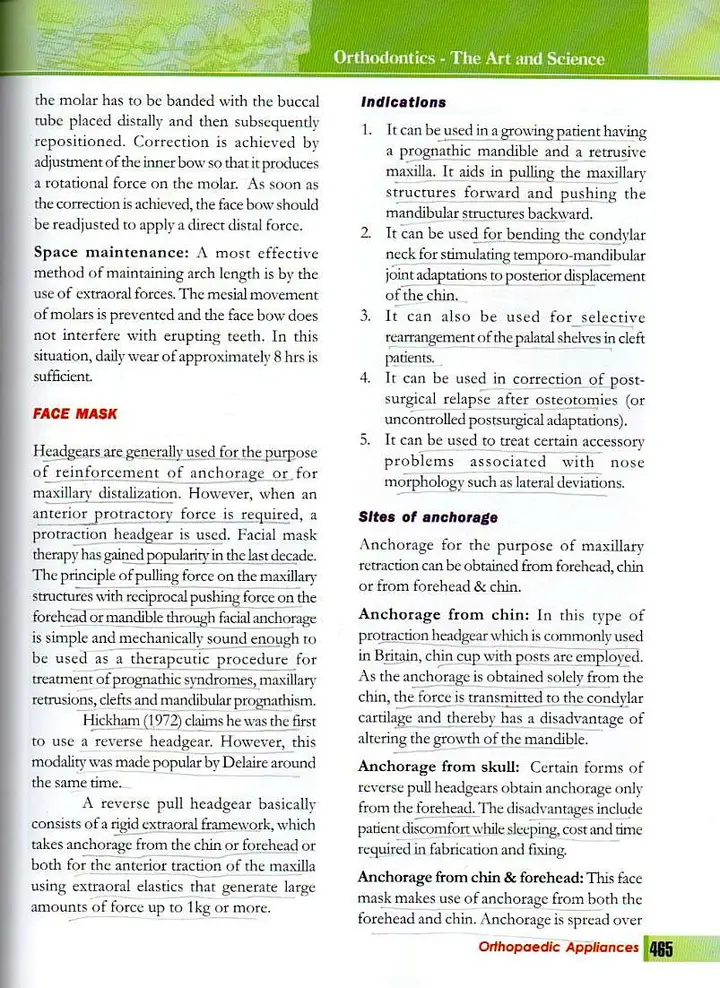 Orthodontics - The Art and Science
the molar has to be banded with the buccal
tube placed distally and then subsequently
repositioned. Correction is achieved by
adjustment of the inner bow so that it produces
a rotational force on the molar. As soon as
the correction is achieved, the face bow should
be readjusted to apply a direct distal force.
Space maintenance: A most effective
method of maintaining arch length is by the
use of extraoral forces. The mesial movement
of molars is prevented and the face bow does
not interfere with erupting teeth. In this
situation, daily wear of approximately 8 hrs is
sufficient.
FACE MASK
Headgears are generally used for the purpose
of reinforcement of anchorage or for
maxillary distalization. However, when an
anterior protractory force is required, a
protraction headgear is used. Facial mask
therapy has gained popularity in the last decade.
The principle of pulling force on the maxillary
structures with reciprocal pushing force on the
forehead or mandible through facial anchorage
is simple and mechanically sound enough to
be used as a therapeutic procedure for
treatment of prognathic syndromes, maxillary
retrusions, clefts and mandibular prognathism.
Hickham (1972) claims he was the first
to use a reverse headgear. However, this
modality was made popular by Delaire around
the same time.
A reverse pull headgear basically
consists of a rigid extraoral framework, which
takes anchorage from the chin or forehead or
both for the anterior traction of the maxilla
using extraoral elastics that generate large
amounts of force up to 1kg or more.
Indications
1. It can be used in a growing patient having
a prognathic mandible and a retrusive
maxilla. It aids in pulling the maxillary
structures forward and pushing the
mandibular structures backward.
2. It can be used for bending the condylar
neck for stimulating temporo-mandibular
joint adaptations to posterior displacement
of the chin.
3. It can also be used for selective
rearrangement of the palatal shelves in cleft
patients.
4. It can be used in correction of post-
surgical relapse after osteotomies (or
uncontrolled postsurgical adaptations).
5. It can be used to treat certain accessory
problems associated with nose
morphology such as lateral deviations.
Sites of anchorage
Anchorage for the purpose of maxillary
retraction can be obtained from forehead, chin
or from forehead & chin.
Anchorage from chin: In this type of
protraction headgear which is commonly used
in Britain, chin cup with posts are employed.
As the anchorage is obtained solely from the
chin, the force is transmitted to the condylar
cartilage and thereby has a disadvantage of
altering the growth of the mandible.
Anchorage from skull: Certain forms of
reverse pull headgears obtain anchorage only
from the forehead. The disadvantages include
patient discomfort while sleeping, cost and time
required in fabrication and fixing.
Anchorage from chin & forehead: This face
mask makes use of anchorage from both the
forehead and chin. Anchorage is spread over
Orthopaedic Appliances 465